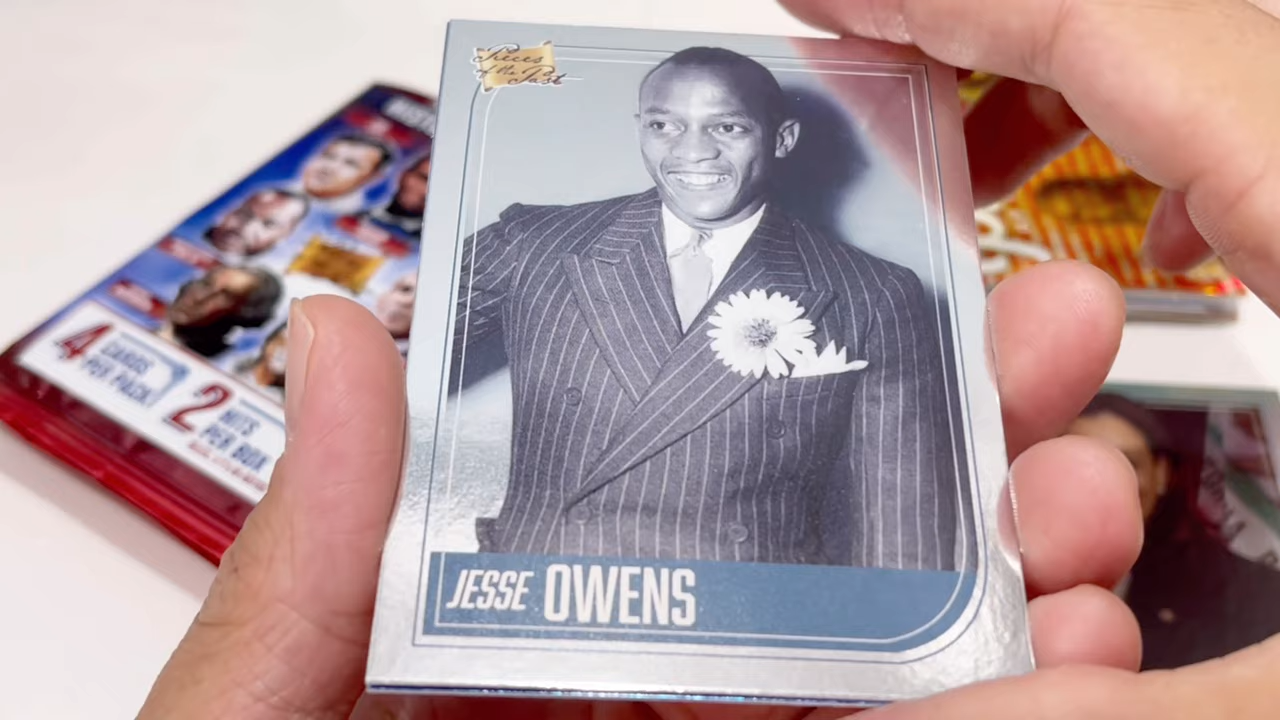 Pieces
of the Past
JESSE OWENS
4 CARDS
PER PACK!
2 HITS
PER BOX